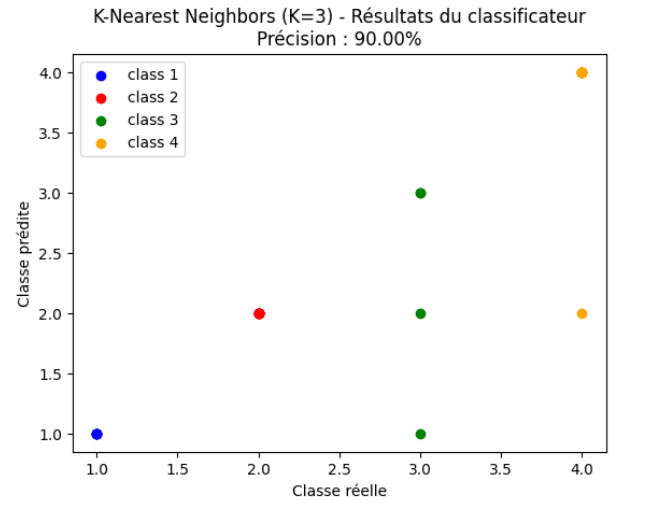 K-Nearest Neighbors (K=3) - Résultats du classificateur
Précision : 90.00%
class 1
class 2
class 3
class 4
4.0
3.5
3.0
2.5
2.0
1.5
1.0
Classe prédite
1.0 1.5 2.0 2.5 3.0 3.5 4.0
Classe réelle